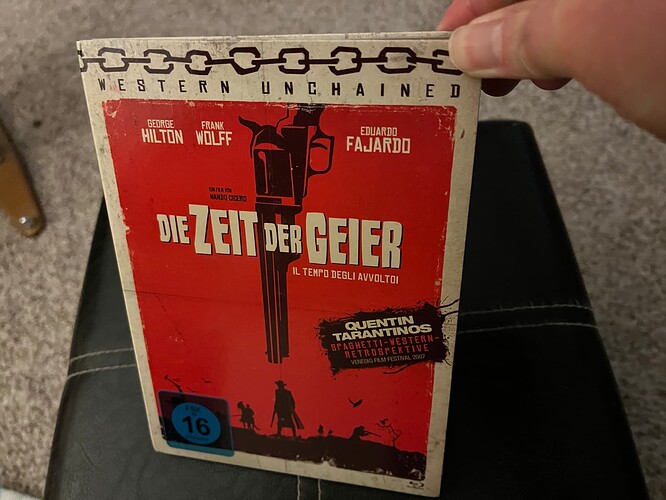 WESTERN UNCHAINED
GEORGE
HILTON
FRANK
WOLFF
EDUARDO
FAJARDO
EIN FILM VON
NANDO CICERO
DIE ZEIT DER GEIER
IL TEMPO DEGLI AVVOLTOI
QUENTIN
TARANTINOS
SPAGHETTI-WESTERN-
RETROSPEKTIVE
VENEDIG FILM FESTIVAL 2007
FSK
16